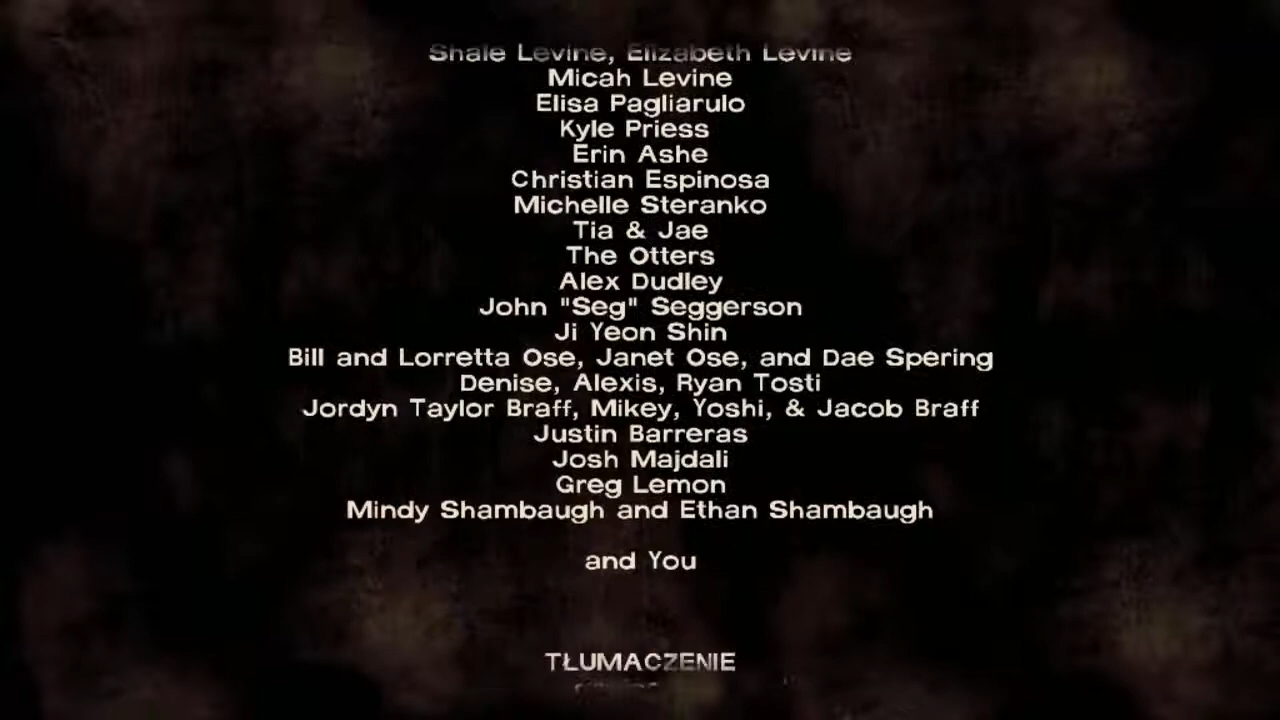 Shale Levine, Elizabeth Levine
Micah Levine
Elisa Pagliarulo
Kyle Priess
Erin Ashe
Christian Espinosa
Michelle Steranko
Tia & Jae
The Otters
Alex Dudley
John "Seg" Seggerson
Ji Yeon Shin
Bill and Lorretta Ose, Janet Ose, and Dae Spering
Denise, Alexis, Ryan Tosti
Jordyn Taylor Braff, Mikey, Yoshi, & Jacob Braff
Justin Barreras
Josh Majdali
Greg Lemon
Mindy Shambaugh and Ethan Shambaugh
and You
TŁUMACZENIE